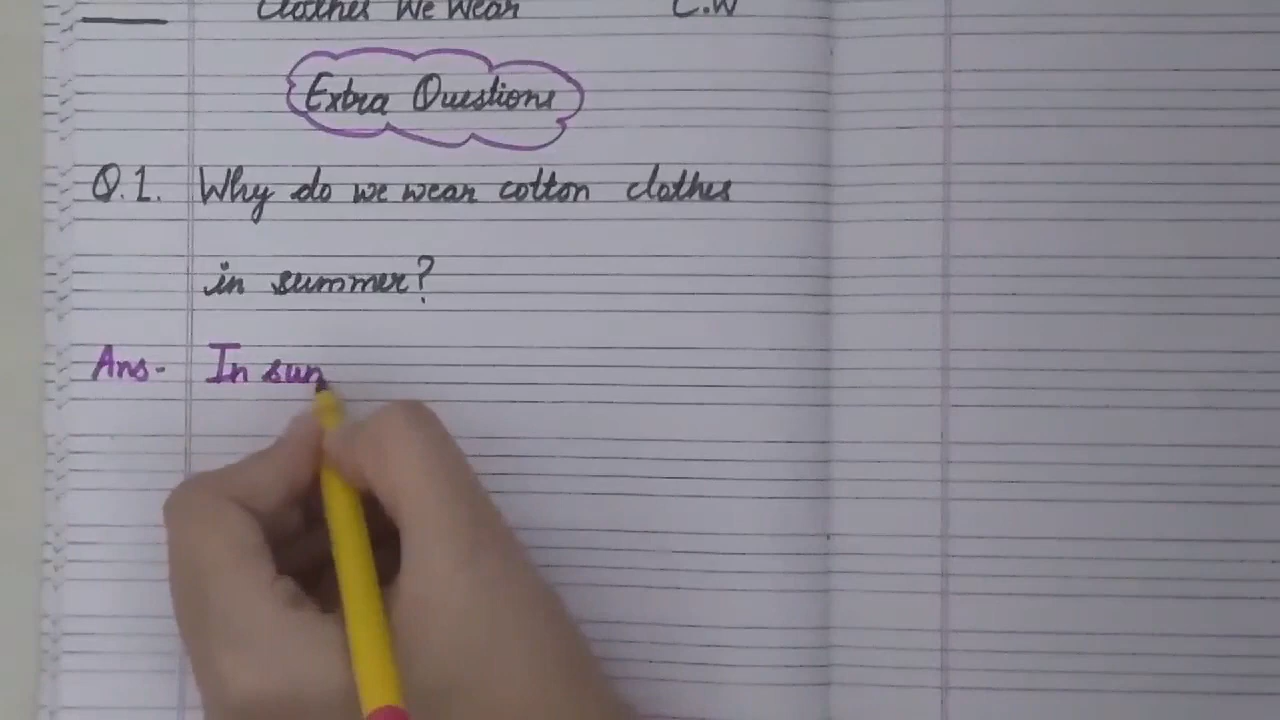 Clothes We Wear C.W
Extra Questions
Q.1. Why do we wear cotton clothes
in summer?
Ans- In sun